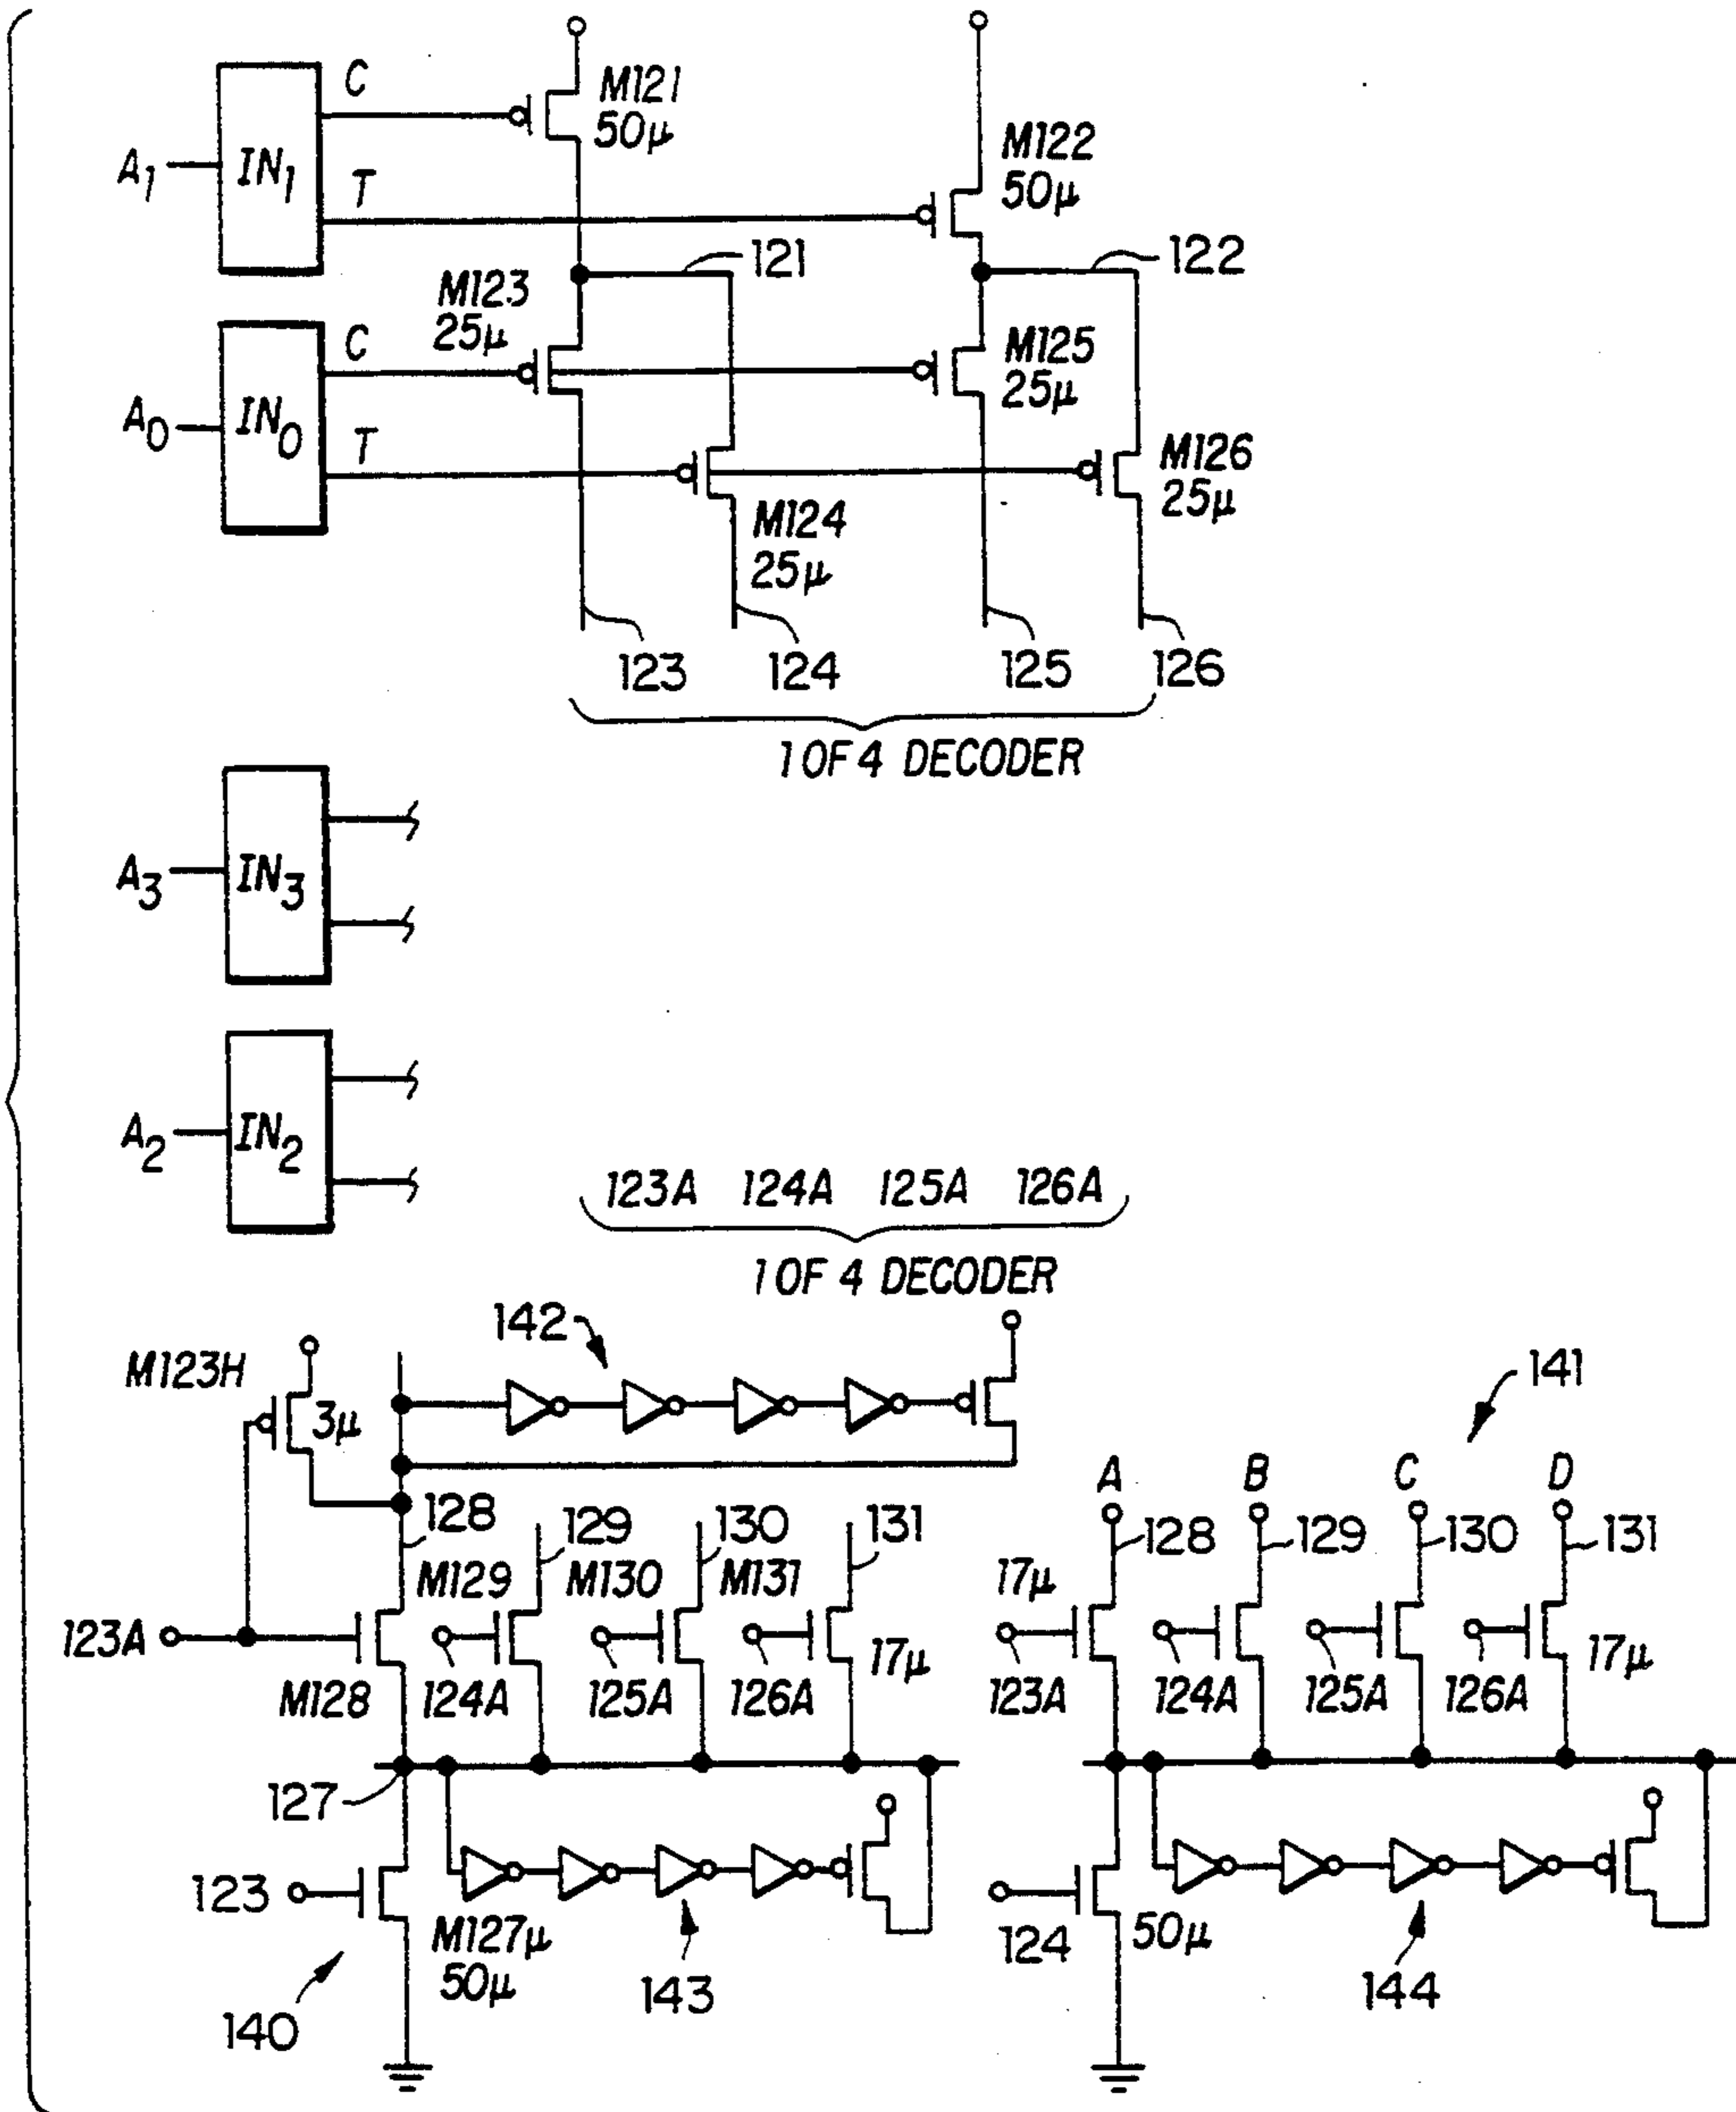 C
M121
50μ
A1
IN1
T
M122
50μ
121
122
M123
25μ
C
M125
25μ
A0
IN0
T
M126
25μ
M124
25μ
123
124
125
126
1 OF 4 DECODER
A3
IN3
A2
IN2
123A 124A 125A 126A
1 OF 4 DECODER
142
M123H
3μ
141
A B C D
128
129
130
131
128
129
130
131
M129
M130
M131
17μ
123A
M128
124A
125A
126A
17μ
123A
124A
125A
126A
17μ
127
123
M127μ
50μ
143
140
124
50μ
144